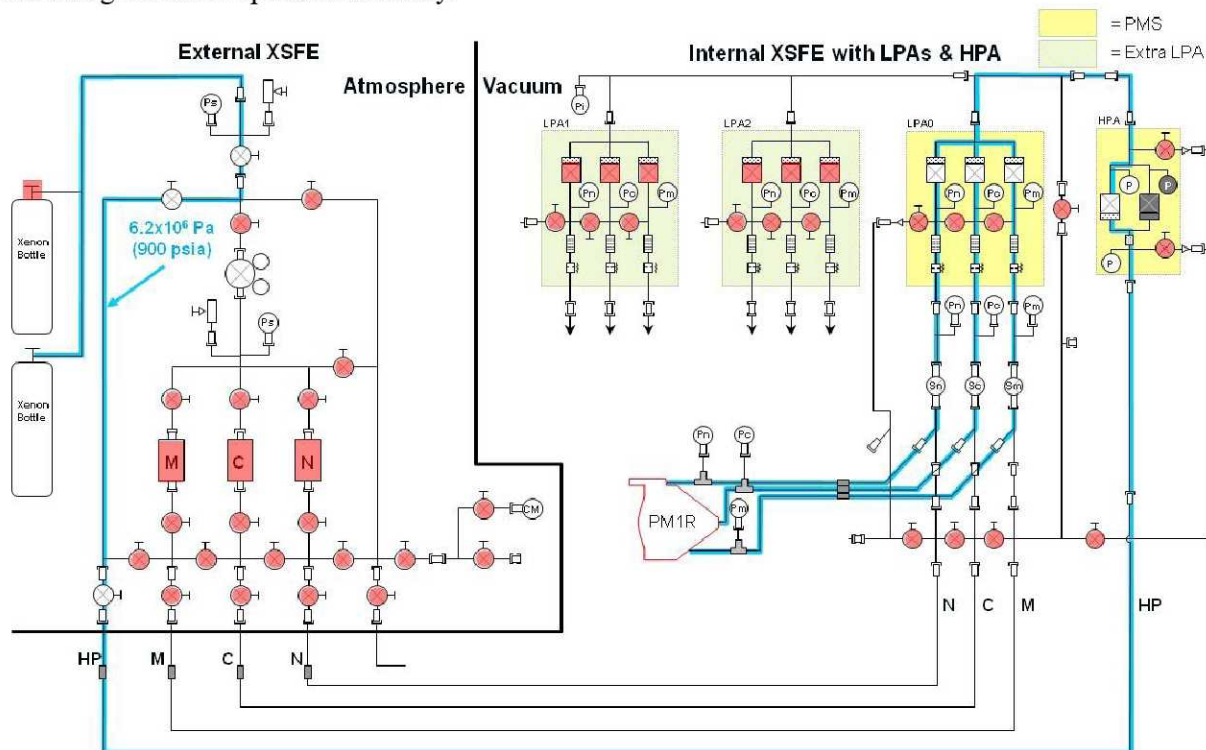 = PMS
= Extra LPA
External XSFE
Internal XSFE with LPAs & HPA
Atmosphere
Vacuum
Ps
Pi
LPA1
LPA2
LPA0
HPA
Pn
Pc
Pm
Pn
Pc
Pm
Pn
Pc
Pm
P
P
P
Xenon
Bottle
6.2x10⁶ Pa
(900 psia)
Ps
Pn
Pc
Pm
Xenon
Bottle
Sn
Sc
Sm
M
C
N
Pn
Pc
Pm
PM1R
CM
N
C
M
HP
HP
M
C
N